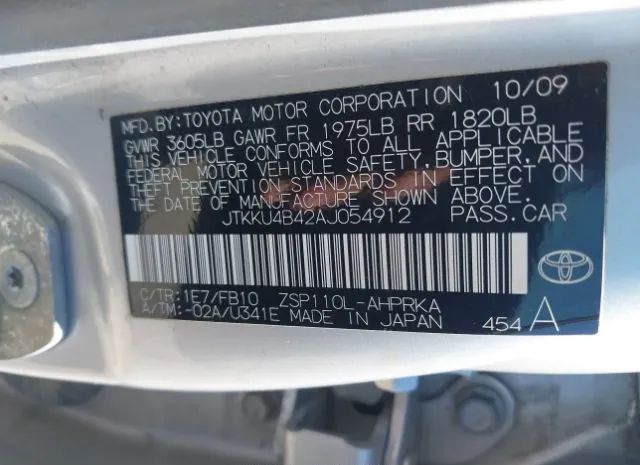 MFD.BY:TOYOTA MOTOR CORPORATION 10/09
GVWR 3605LB GAWR FR 1975LB RR 1820LB
THIS VEHICLE CONFORMS TO ALL APPLICABLE
FEDERAL MOTOR VEHICLE SAFETY,BUMPER,AND
THEFT PREVENTION STANDARDS IN EFFECT ON
THE DATE OF MANUFACTURE SHOWN ABOVE.
JTKKU4B42AJ054912 PASS.CAR
C/TR:1E7/FB10 ZSP110L-AHPRKA
A/TM:-02A/U341E MADE IN JAPAN 454 A